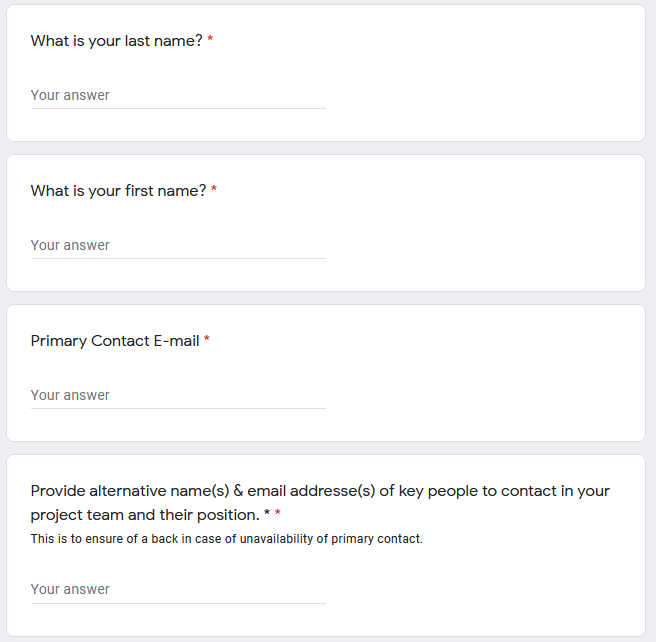 What is your last name? *
Your answer
What is your first name? *
Your answer
Primary Contact E-mail *
Your answer
Provide alternative name(s) & email addresse(s) of key people to contact in your
project team and their position. * *
This is to ensure of a back in case of unavailability of primary contact.
Your answer